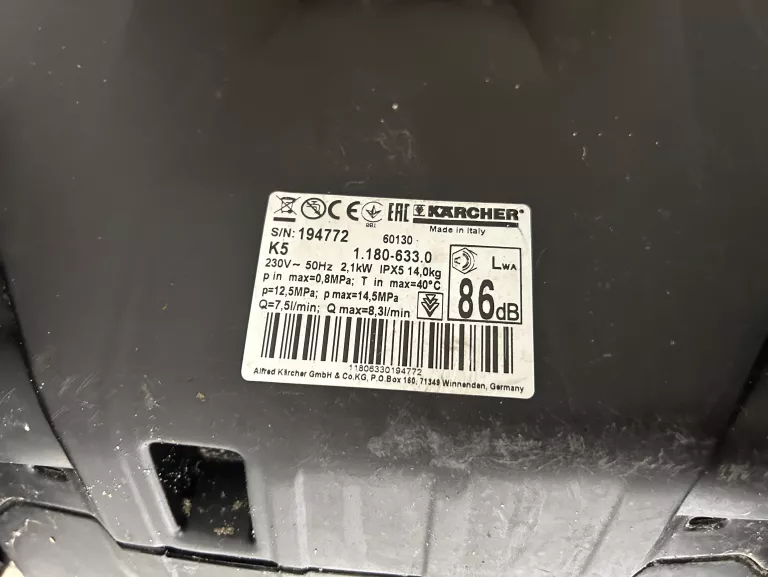 CE EAC KÄRCHER
Made in Italy
S/N: 194772 60130
K5 1.180-633.0
230V~ 50Hz 2,1kW IPX5 14,0kg
p in max=0,8MPa; T in max=40°C
p=12,5MPa; p max=14,5MPa
Q=7,5l/min; Q max=8,3l/min
LWA
86dB
11806330194772
Alfred Kärcher GmbH & Co.KG, P.O.Box 160, 71349 Winnenden, Germany